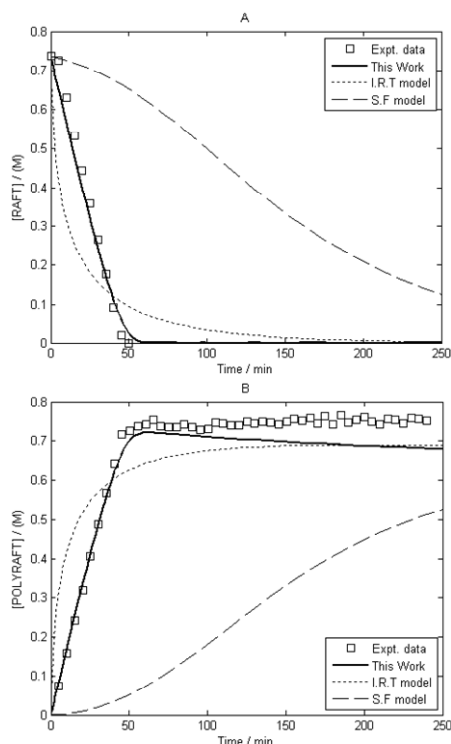 A
0.8
0.7
0.6
0.5
0.4
0.3
0.2
0.1
0
[RAFT] / (M)
Expt. data
This Work
I.R.T model
S.F model
0 50 100 150 200 250
Time / min
B
0.8
0.7
0.6
0.5
0.4
0.3
0.2
0.1
0
[POLYRAFT] / (M)
Expt. data
This Work
I.R.T model
S.F model
0 50 100 150 200 250
Time / min